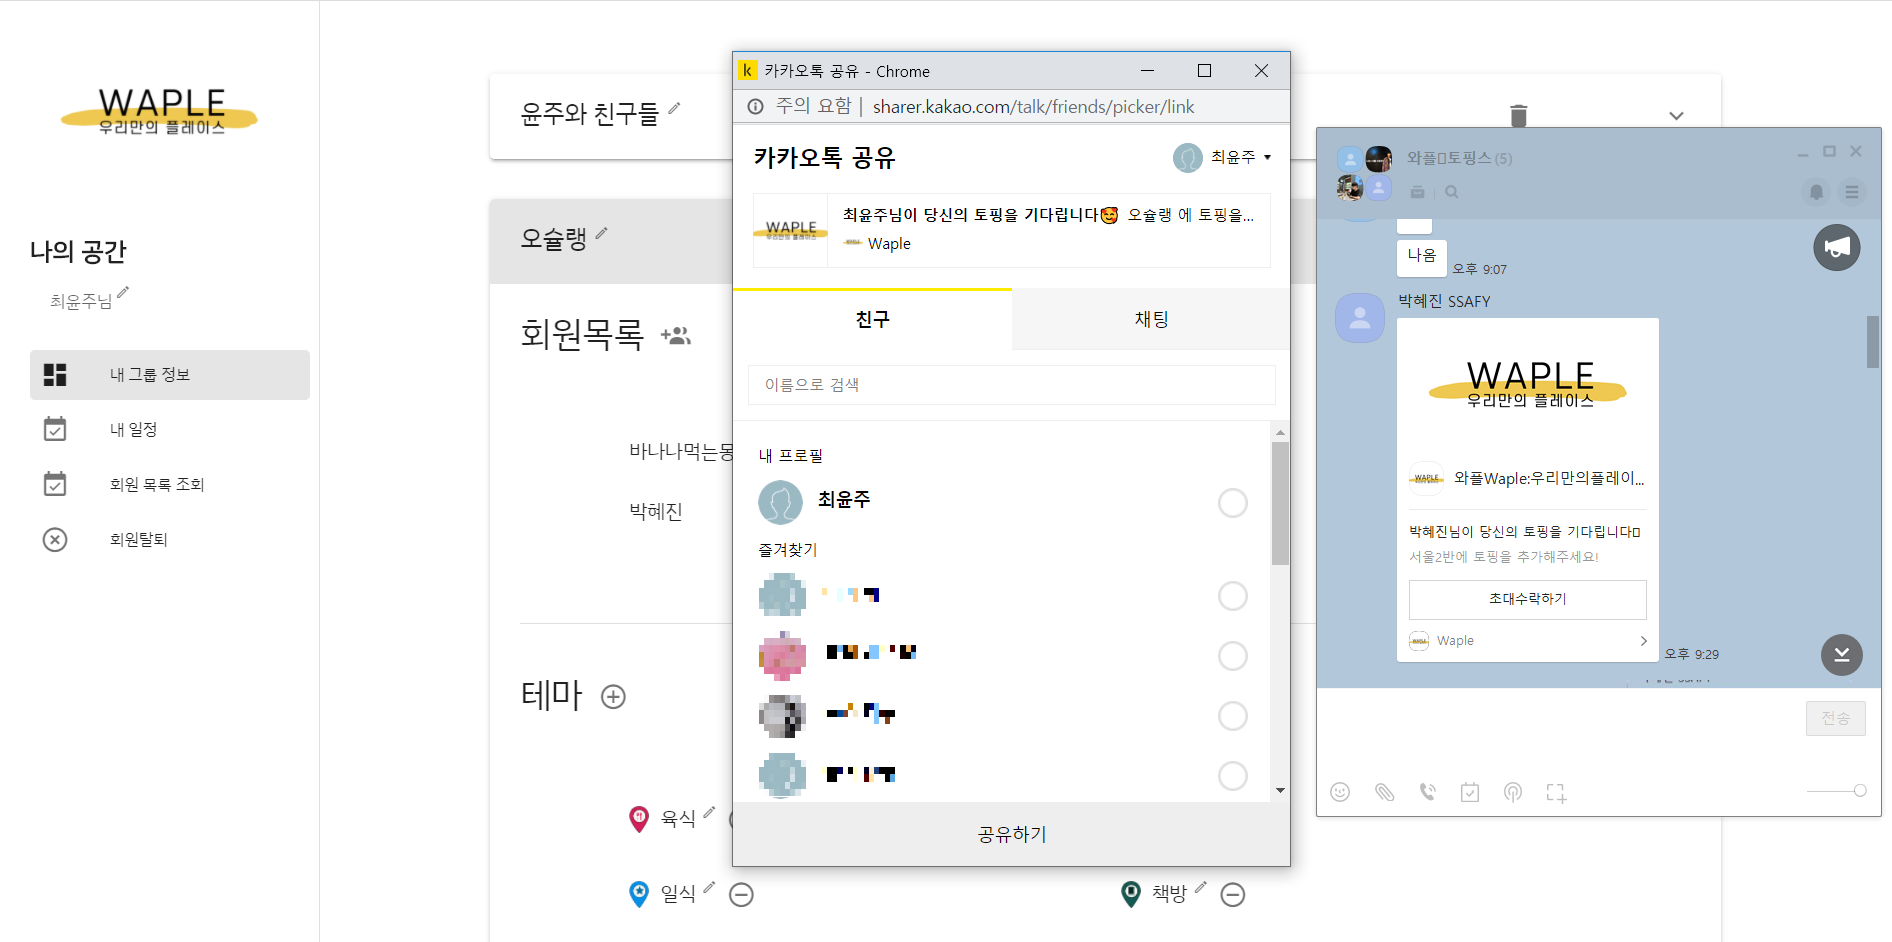 WAPLE
우리만의 플레이스
나의 공간
최윤주님
내 그룹 정보
내 일정
회원 목록 조회
회원탈퇴
윤주와 친구들
오슐랭
회원목록
바나나먹는몽
박혜진
테마
육식
일식
책방
카카오톡 공유 - Chrome
주의 요함 | sharer.kakao.com/talk/friends/picker/link
카카오톡 공유
최윤주
WAPLE
우리만의 플레이스
최윤주님이 당신의 토핑을 기다립니다🥰 오슐랭 에 토핑을...
Waple
친구
채팅
이름으로 검색
내 프로필
최윤주
즐겨찾기
공유하기
와플▯토핑스 (5)
나옴
오후 9:07
박혜진 SSAFY
WAPLE
우리만의 플레이스
WAPLE
와플Waple:우리만의플레이...
박혜진님이 당신의 토핑을 기다립니다▯
서울2반에 토핑을 추가해주세요!
초대수락하기
Waple
오후 9:29
전송